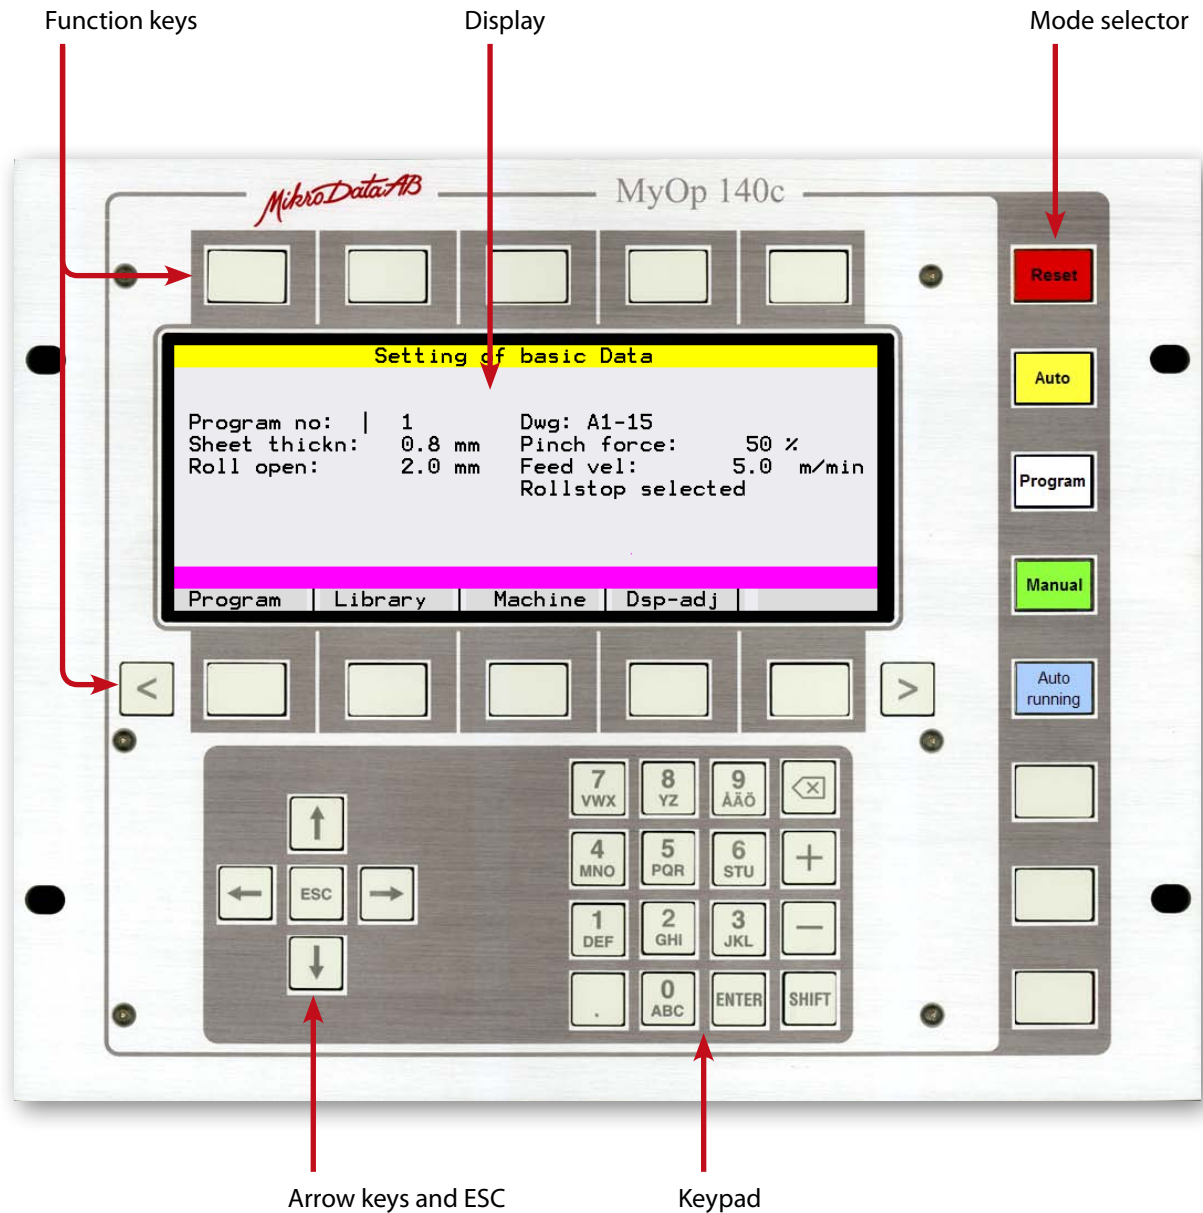 Function keys
Display
Mode selector
MikroData AB
MyOp 140c
Reset
Setting of basic Data
Auto
Program no: | 1 Dwg: A1-15
Sheet thickn: 0.8 mm Pinch force: 50 %
Roll open: 2.0 mm Feed vel: 5.0 m/min
Rollstop selected
Program
Manual
Program | Library | Machine | Dsp-adj |
< >
Auto
running
7 8 9
VWX YZ ÅÄÖ
4 5 6 +
MNO PQR STU
ESC
1 2 3 -
DEF GHI JKL
. 0 ENTER SHIFT
ABC
Arrow keys and ESC
Keypad